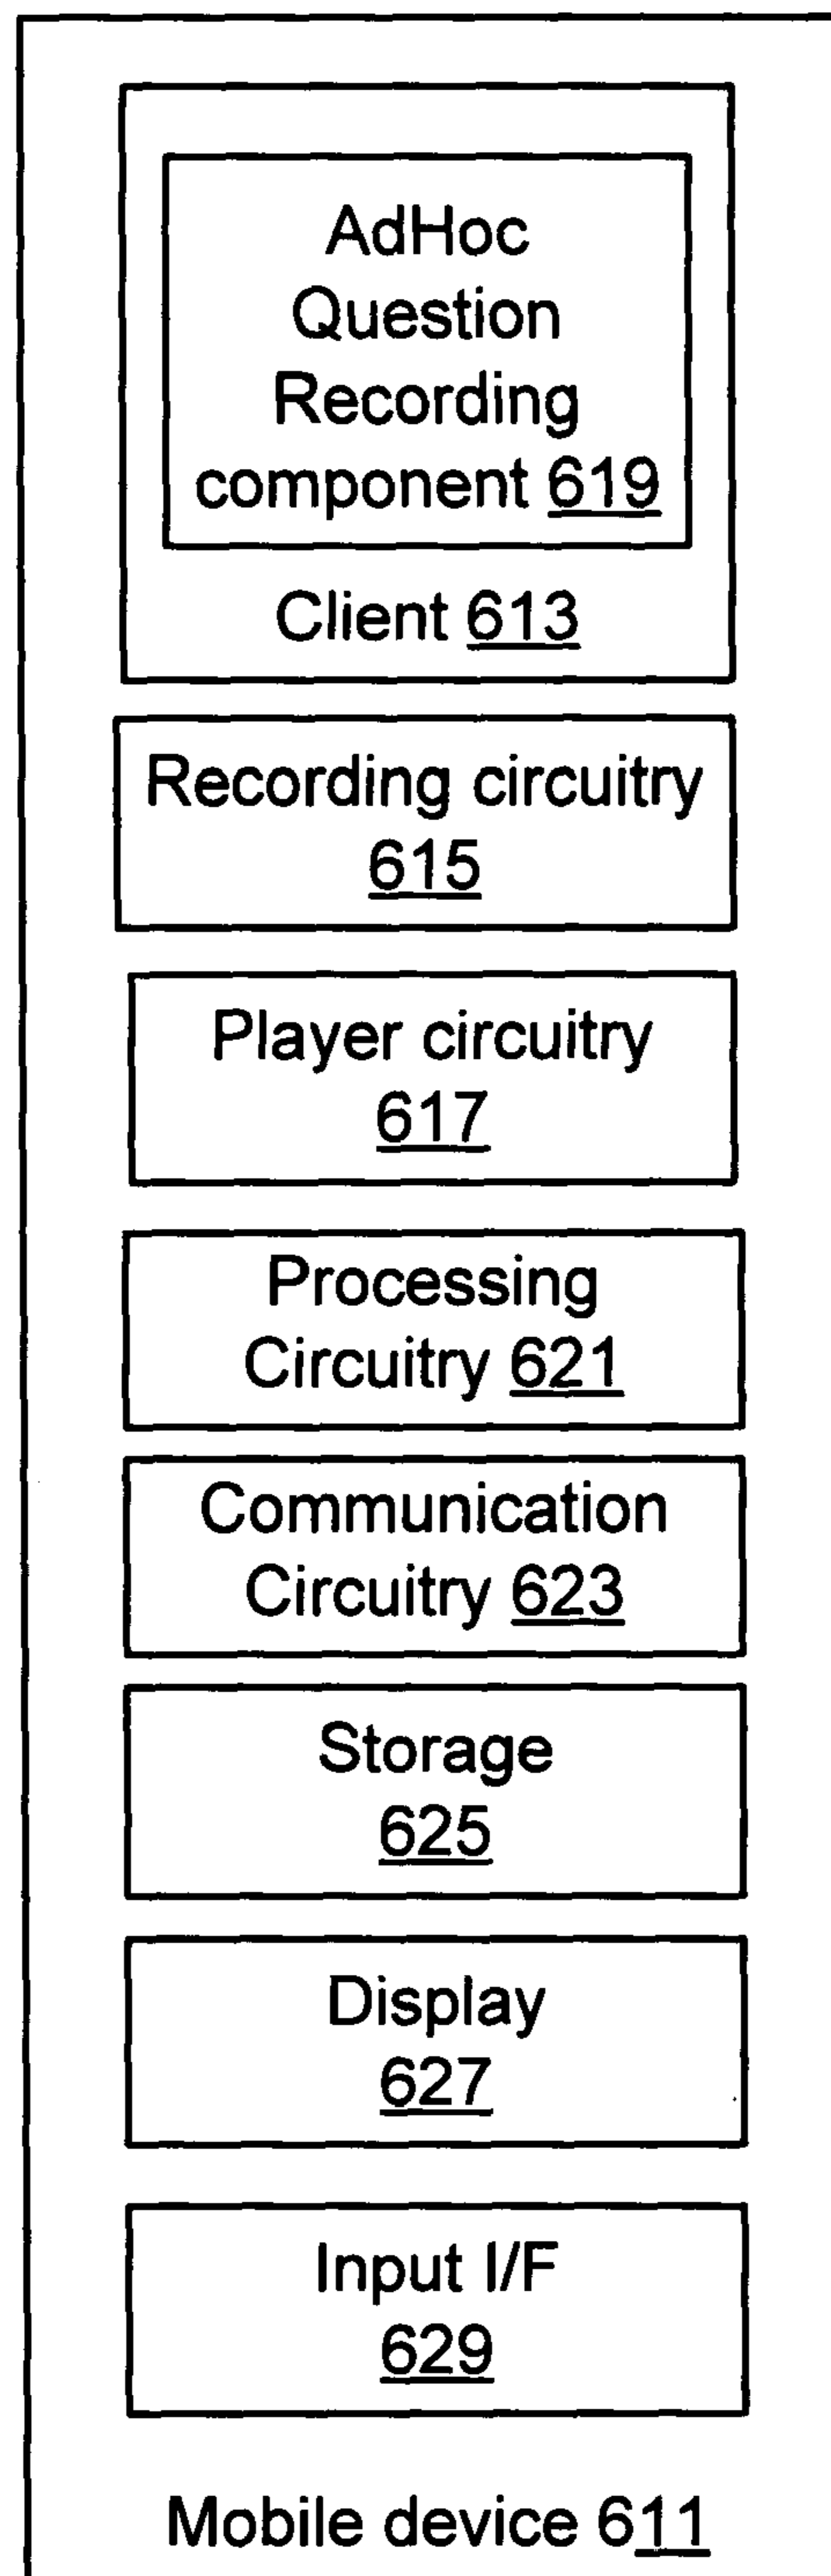 AdHoc
Question
Recording
component 619
Client 613
Recording circuitry
615
Player circuitry
617
Processing
Circuitry 621
Communication
Circuitry 623
Storage
625
Display
627
Input I/F
629
Mobile device 611